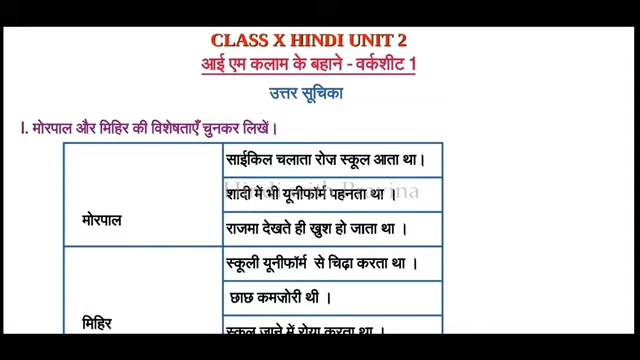 CLASS X HINDI UNIT 2
आई एम कलाम के बहाने - वर्कशीट 1
उत्तर सूचिका
I. मोरपाल और मिहिर की विशेषताएँ चुनकर लिखें।
साईकिल चलाता रोज स्कूल आता था।
शादी में भी यूनीफॉर्म पहनता था ।
मोरपाल
राजमा देखते ही खुश हो जाता था ।
स्कूली यूनीफॉर्म से चिढ़ा करता था ।
छाछ कमज़ोरी थी ।
मिहिर
स्कूल जाने में रोया करता था ।